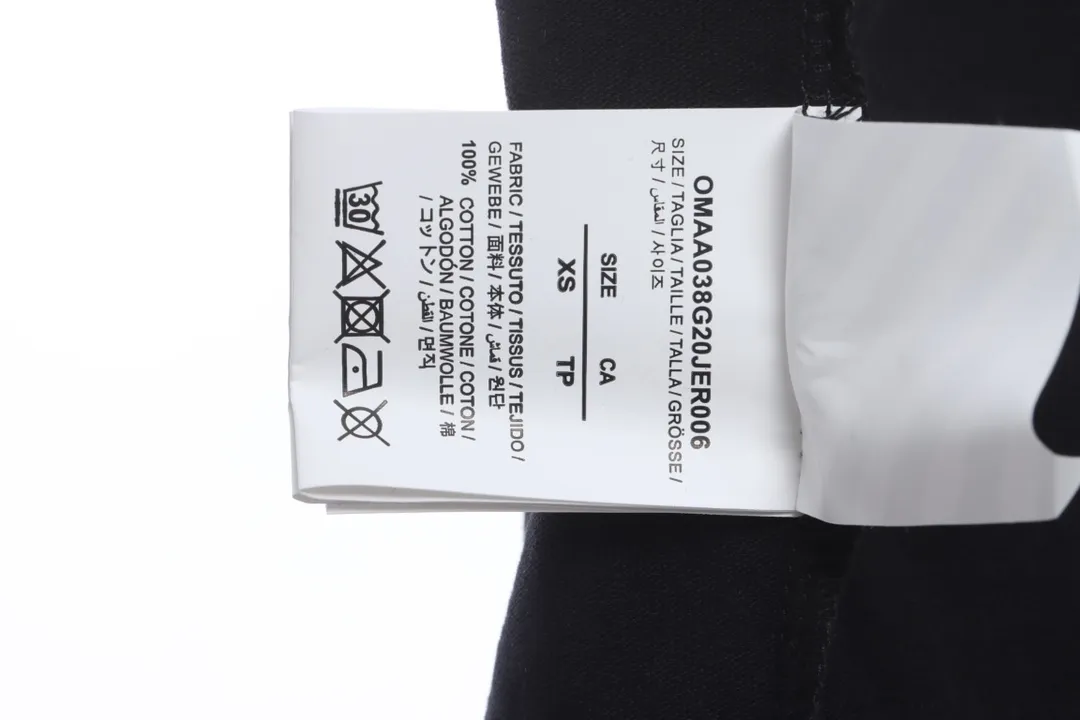 OMAA038G20JER006
SIZE / TAGLIA / TAILLE / TALLA / GRÖSSE /
尺寸 / المقاس / 사이즈
SIZE CA
XS TP
FABRIC / TESSUTO / TISSUS / TEJIDO /
GEWEBE / 面料 / 本体 / قماش / 원단
100% COTTON / COTONE / COTON /
ALGODÓN / BAUMWOLLE / 棉
/ コットン / القطن / 면직
30